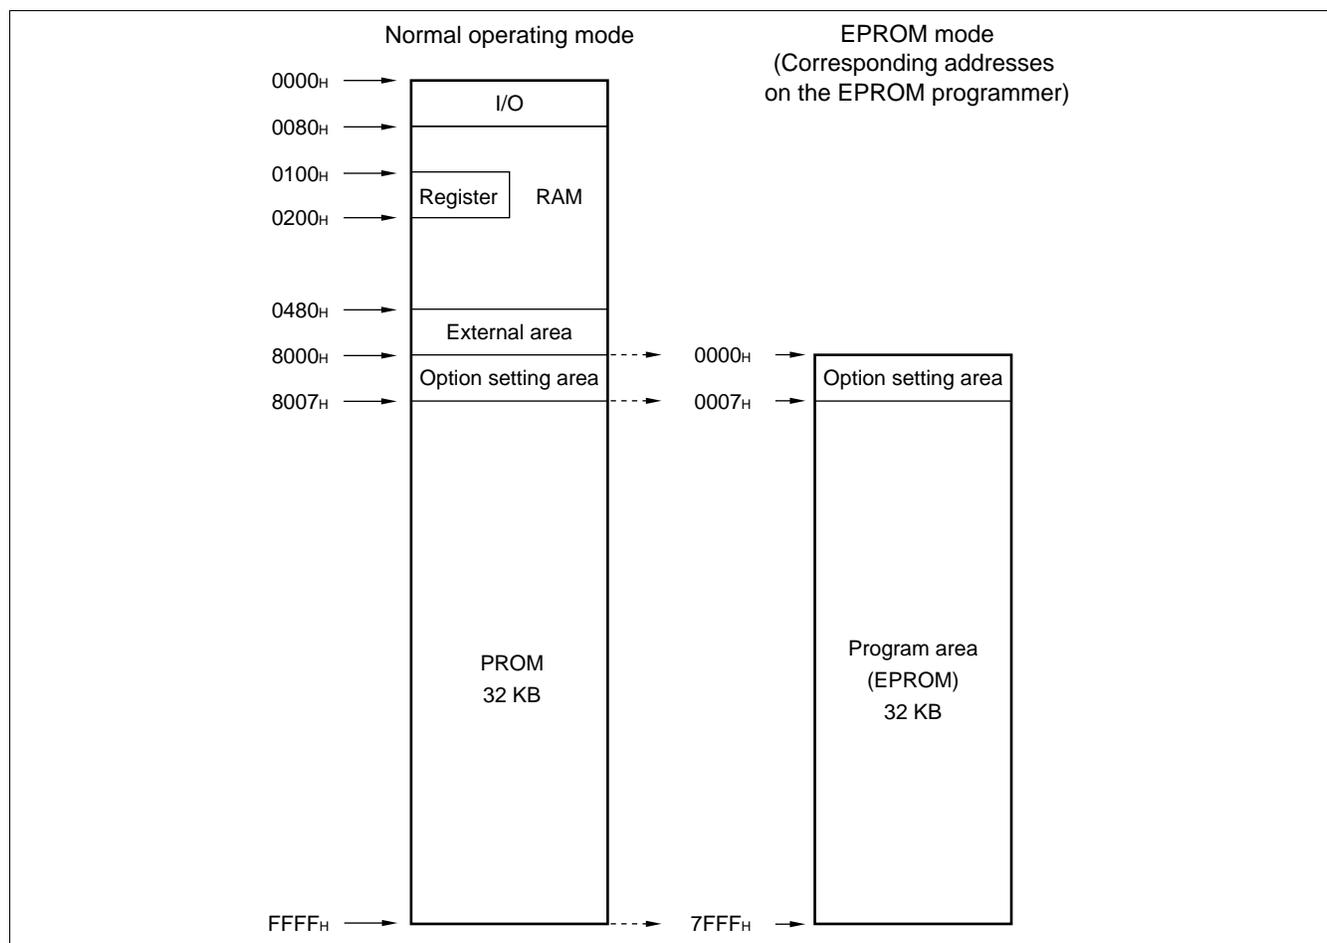 Normal operating mode
EPROM mode
(Corresponding addresses
on the EPROM programmer)
0000H
I/O
0080H
0100H
Register
RAM
0200H
0480H
External area
8000H
0000H
Option setting area
Option setting area
8007H
0007H
PROM
32 KB
Program area
(EPROM)
32 KB
FFFFH
7FFFH